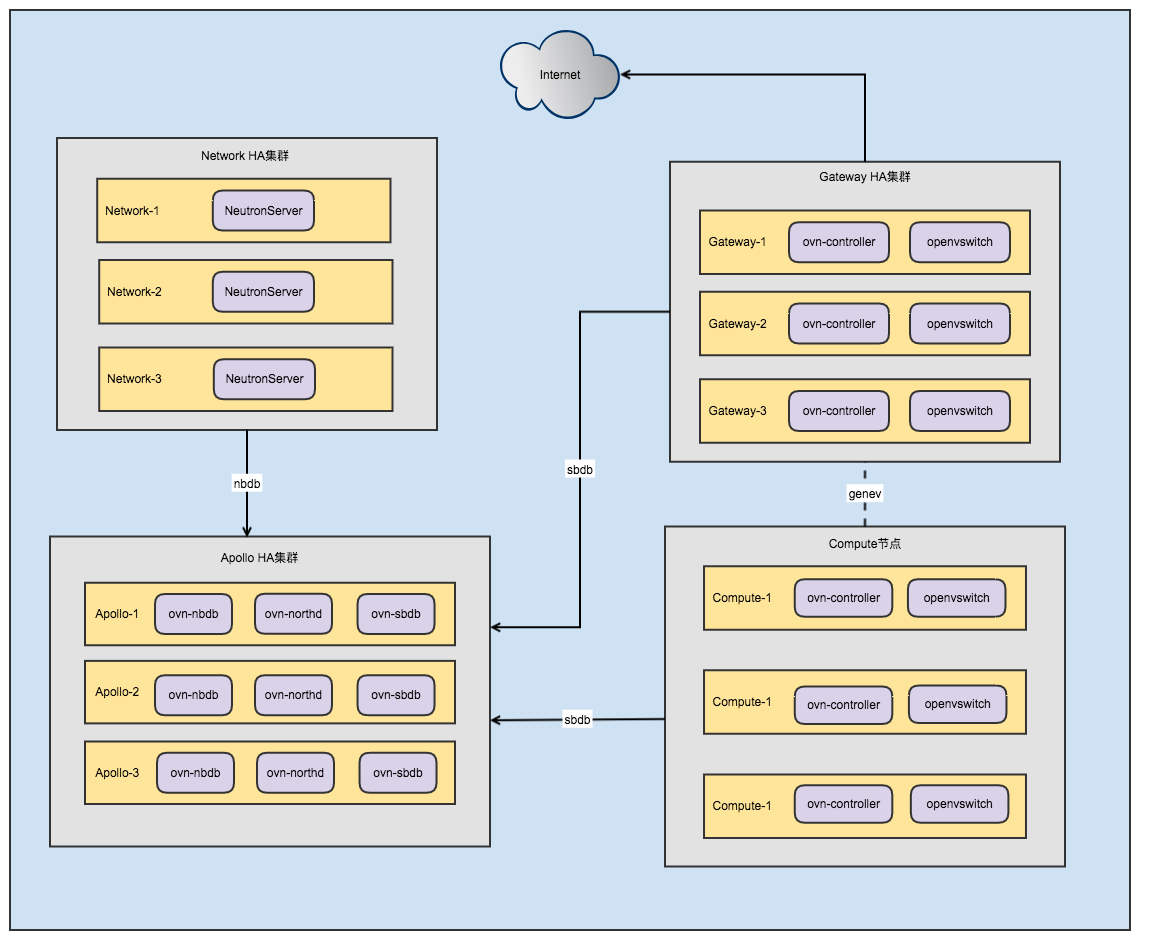 Internet
Network HA集群
Network-1
NeutronServer
Network-2
NeutronServer
Network-3
NeutronServer
Gateway HA集群
Gateway-1
ovn-controller
openvswitch
Gateway-2
ovn-controller
openvswitch
Gateway-3
ovn-controller
openvswitch
nbdb
sbdb
genev
Apollo HA集群
Apollo-1
ovn-nbdb
ovn-northd
ovn-sbdb
Apollo-2
ovn-nbdb
ovn-northd
ovn-sbdb
Apollo-3
ovn-nbdb
ovn-northd
ovn-sbdb
sbdb
Compute节点
Compute-1
ovn-controller
openvswitch
Compute-1
ovn-controller
openvswitch
Compute-1
ovn-controller
openvswitch